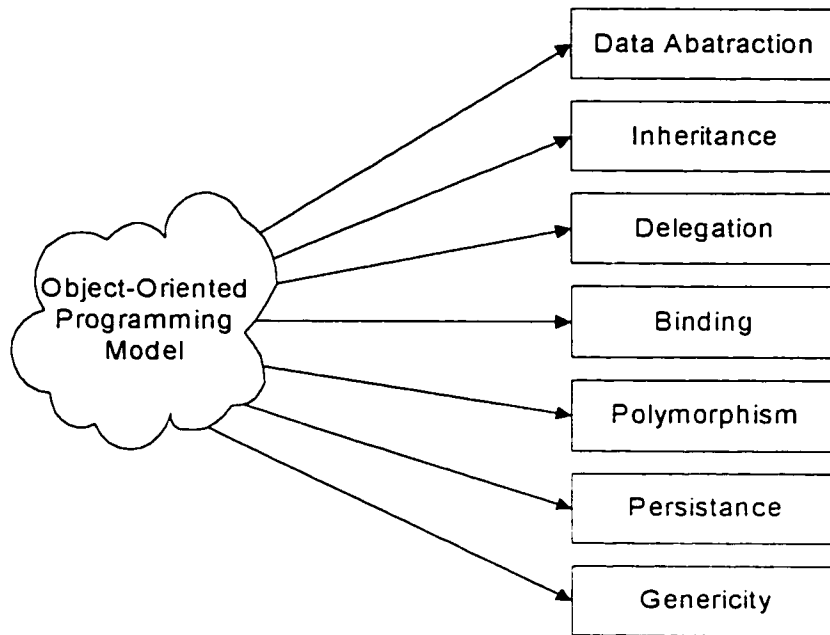 Data Abatraction
Inheritance
Delegation
Object-Oriented
Programming
Model
Binding
Polymorphism
Persistance
Genericity